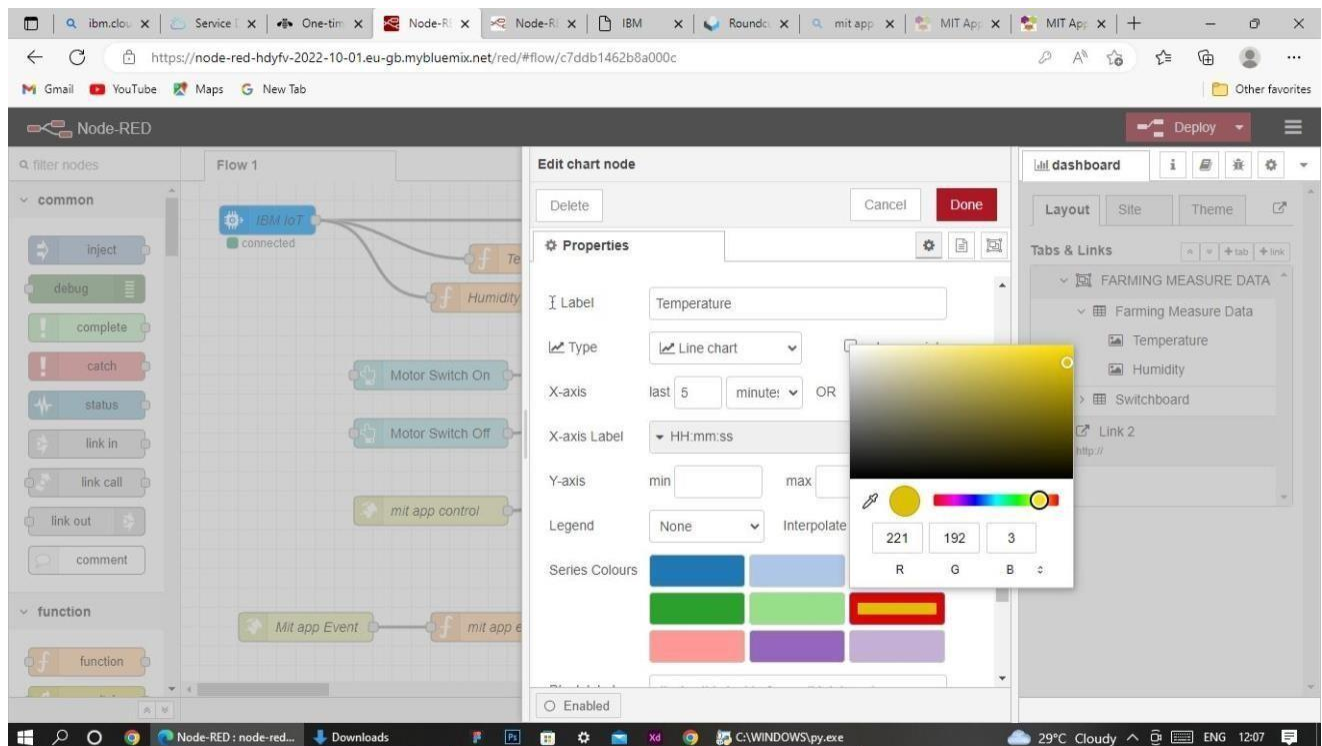 ibm.clou
Service I
One-tim
Node-RE
Node-RE
IBM
Roundcu
mit app
MIT App
MIT App
https://node-red-hdyfv-2022-10-01.eu-gb.mybluemix.net/red/#flow/c7ddb1462b8a000c
Gmail YouTube Maps New Tab Other favorites
Node-RED Deploy
filter nodes
Flow 1
common
inject
debug
complete
catch
status
link in
link call
link out
comment
function
function
IBM IoT
connected
Te
Humidity
Motor Switch On
Motor Switch Off
mit app control
Mit app Event
mit app e
Edit chart node
Delete Cancel Done
Properties
Label Temperature
Type Line chart
X-axis last 5 minutes OR
X-axis Label HH:mm:ss
Y-axis min max
Legend None Interpolate
Series Colours
221 192 3
R G B
Enabled
dashboard
Layout Site Theme
Tabs & Links +tab +link
FARMING MEASURE DATA
Farming Measure Data
Temperature
Humidity
Switchboard
Link 2
http://
Node-RED : node-red... Downloads Ps Xd C:\WINDOWS\py.exe 29°C Cloudy ENG 12:07